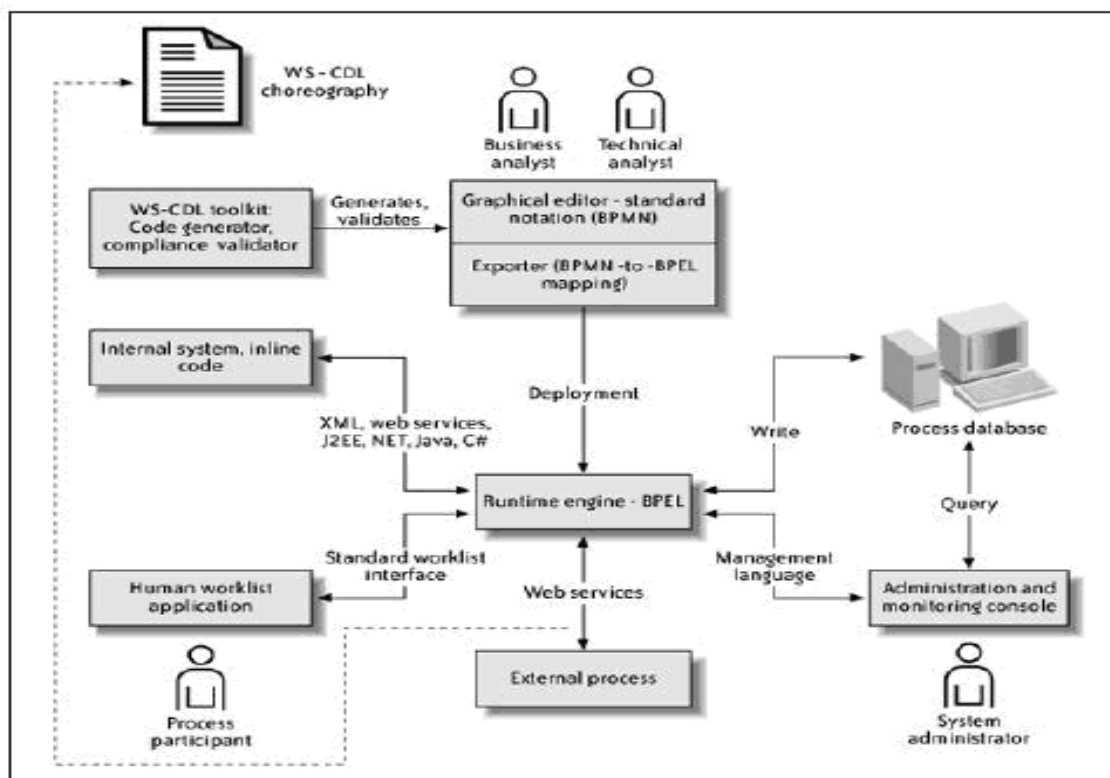 WS - CDL
choreography
Business
analyst
Technical
analyst
WS-CDL toolkit:
Code generator,
compliance validator
Generates,
validates
Graphical editor - standard
notation (BPMN)
Exporter (BPMN -to -BPEL
mapping)
Internal system, inline
code
Deployment
XML, web services,
J2EE, NET, Java, C#
Write
Process database
Runtime engine - BPEL
Query
Standard worklist
interface
Management
language
Human worklist
application
Web services
Administration and
monitoring console
External process
Process
participant
System
administrator